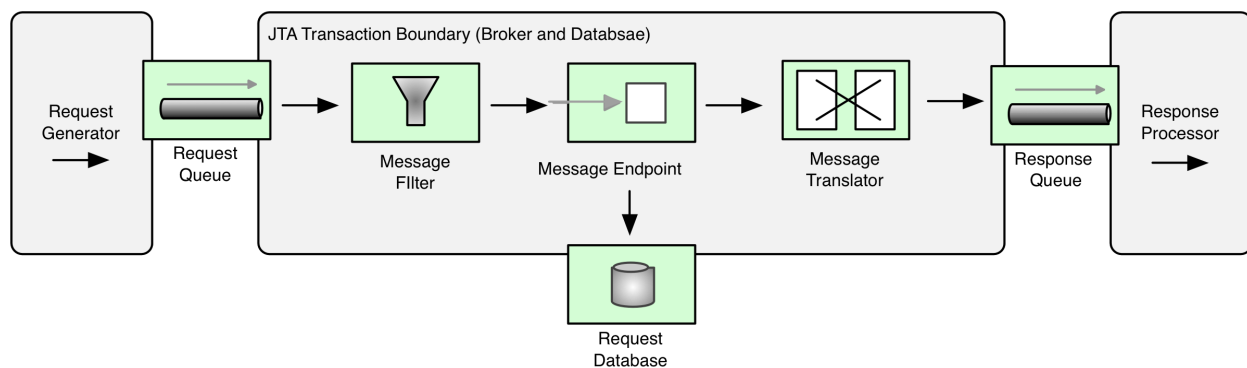 JTA Transaction Boundary (Broker and Databsae)
Request
Generator
Request
Queue
Message
FIlter
Message Endpoint
Message
Translator
Response
Queue
Response
Processor
Request
Database